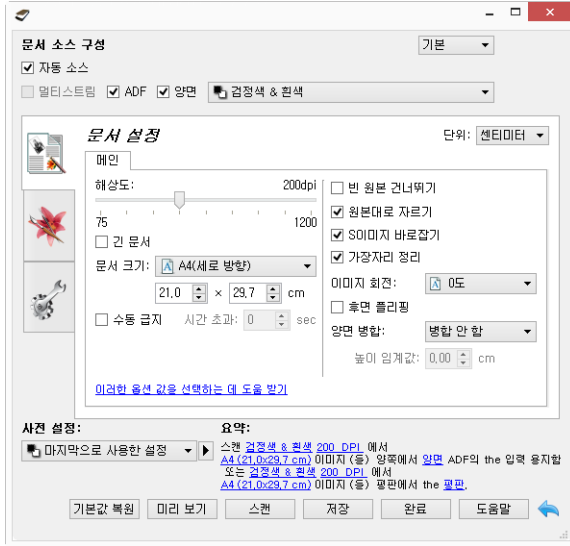 문서 소스 구성 기본
자동 소스
멀티스트림 ADF 양면 검정색 & 흰색
문서 설정 단위: 센티미터
메인
해상도: 200dpi 빈 원본 건너뛰기
75 1200 원본대로 자르기
긴 문서 S이미지 바로잡기
문서 크기: A4(세로 방향) 가장자리 정리
21,0 × 29,7 cm 이미지 회전: 0도
후면 플리핑
수동 급지 시간 초과: 0 sec 양면 병합: 병합 안 함
높이 임계값: 0,00 cm
이러한 옵션 값을 선택하는 데 도움 받기
사전 설정: 요약:
마지막으로 사용한 설정 스캔 검정색 & 흰색 200 DPI 에서
A4 (21,0x29,7 cm) 이미지 (등) 양쪽에서 양면 ADF의 the 입력 용지함
또는 검정색 & 흰색 200 DPI 에서
A4 (21,0x29,7 cm) 이미지 (등) 평판에서 the 평판,
기본값 복원 미리 보기 스캔 저장 완료 도움말